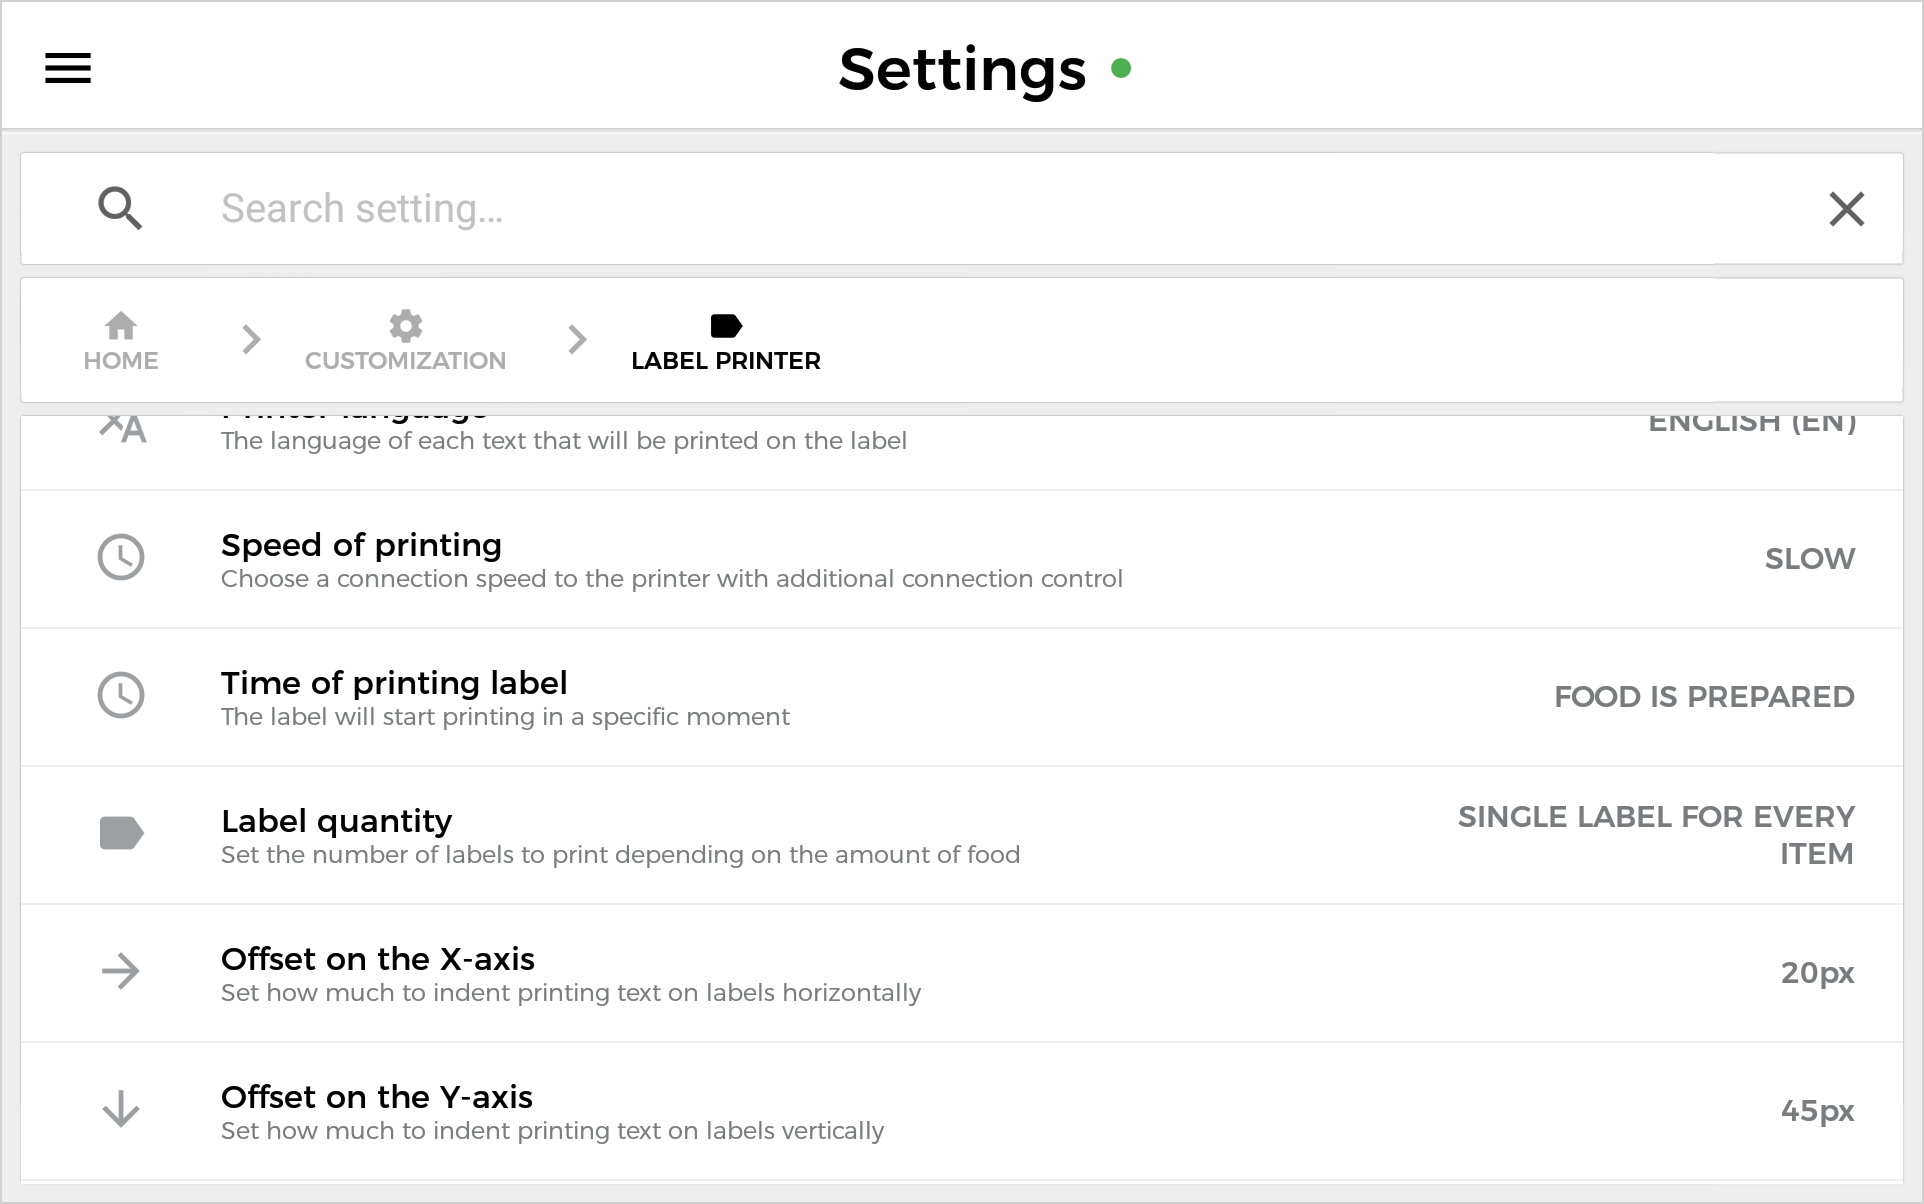 Settings
Search setting...
HOME
CUSTOMIZATION
LABEL PRINTER
Printer language
ENGLISH (EN)
The language of each text that will be printed on the label
Speed of printing
Choose a connection speed to the printer with additional connection control
SLOW
Time of printing label
The label will start printing in a specific moment
FOOD IS PREPARED
Label quantity
Set the number of labels to print depending on the amount of food
SINGLE LABEL FOR EVERY
ITEM
Offset on the X-axis
Set how much to indent printing text on labels horizontally
20px
Offset on the Y-axis
Set how much to indent printing text on labels vertically
45px